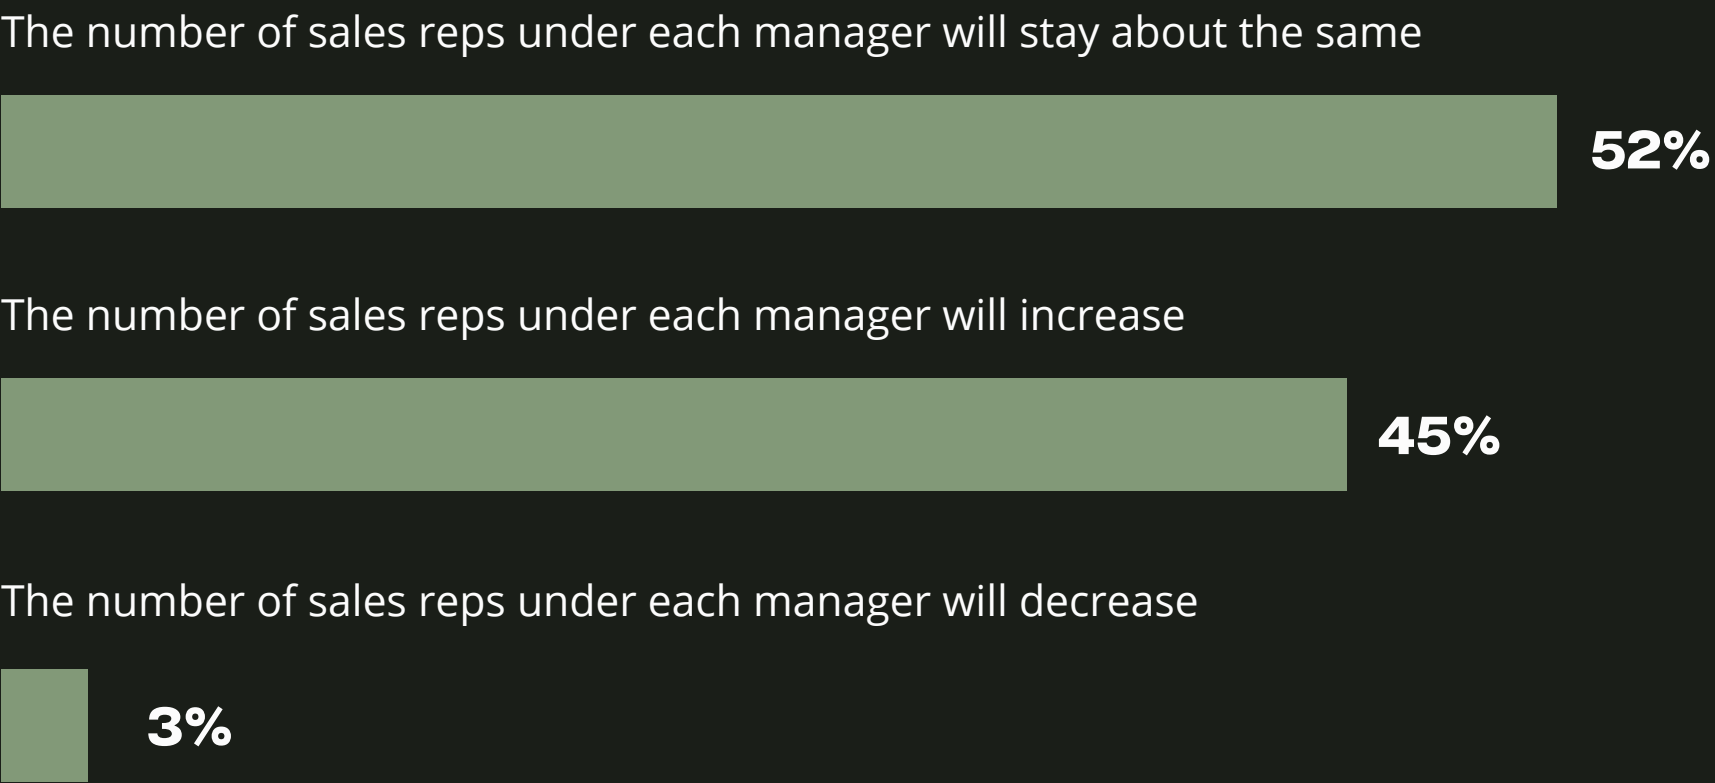 The number of sales reps under each manager will stay about the same
52%
The number of sales reps under each manager will increase
45%
The number of sales reps under each manager will decrease
3%